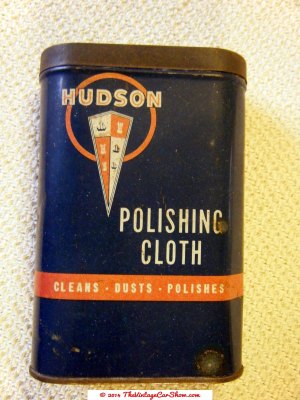 HUDSON
POLISHING
CLOTH
CLEANS · DUSTS · POLISHES
© 2014 TheVintageCarShow.com